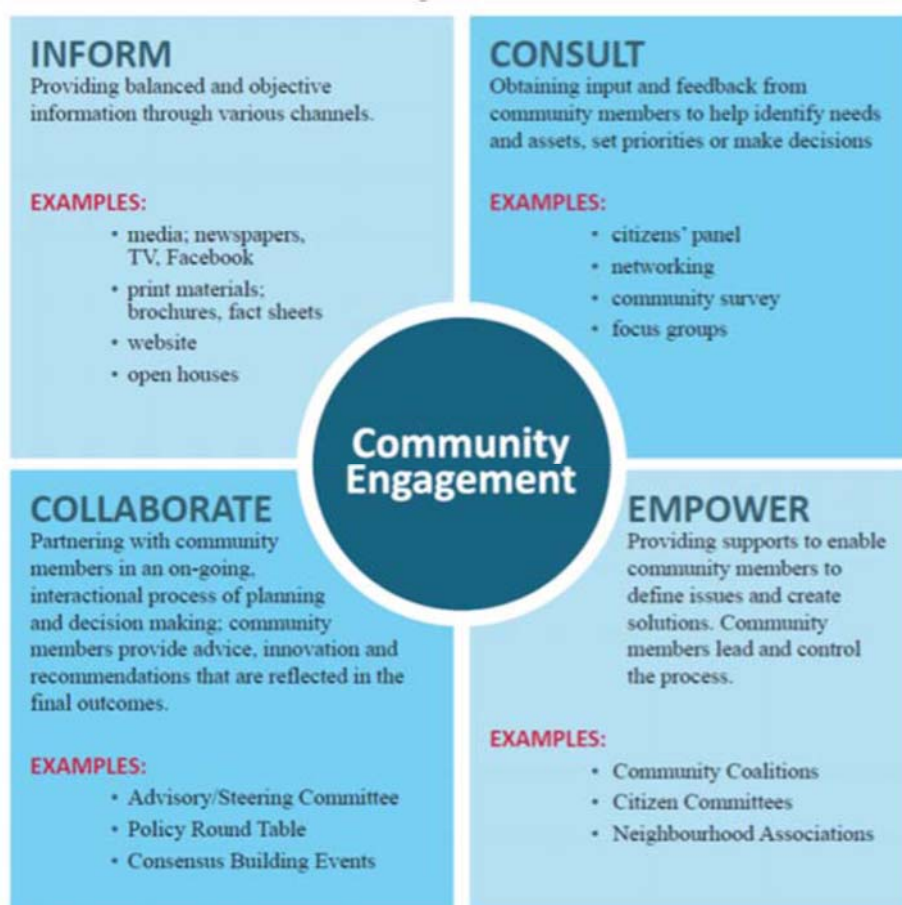 INFORM
Providing balanced and objective
information through various channels.
EXAMPLES:
• media; newspapers,
TV, Facebook
• print materials;
brochures, fact sheets
• website
• open houses
CONSULT
Obtaining input and feedback from
community members to help identify needs
and assets, set priorities or make decisions
EXAMPLES:
• citizens' panel
• networking
• community survey
• focus groups
Community
Engagement
COLLABORATE
Partnering with community
members in an on-going,
interactional process of planning
and decision making; community
members provide advice, innovation and
recommendations that are reflected in the
final outcomes.
EXAMPLES:
• Advisory/Steering Committee
• Policy Round Table
• Consensus Building Events
EMPOWER
Providing supports to enable
community members to
define issues and create
solutions. Community
members lead and control
the process.
EXAMPLES:
• Community Coalitions
• Citizen Committees
• Neighbourhood Associations